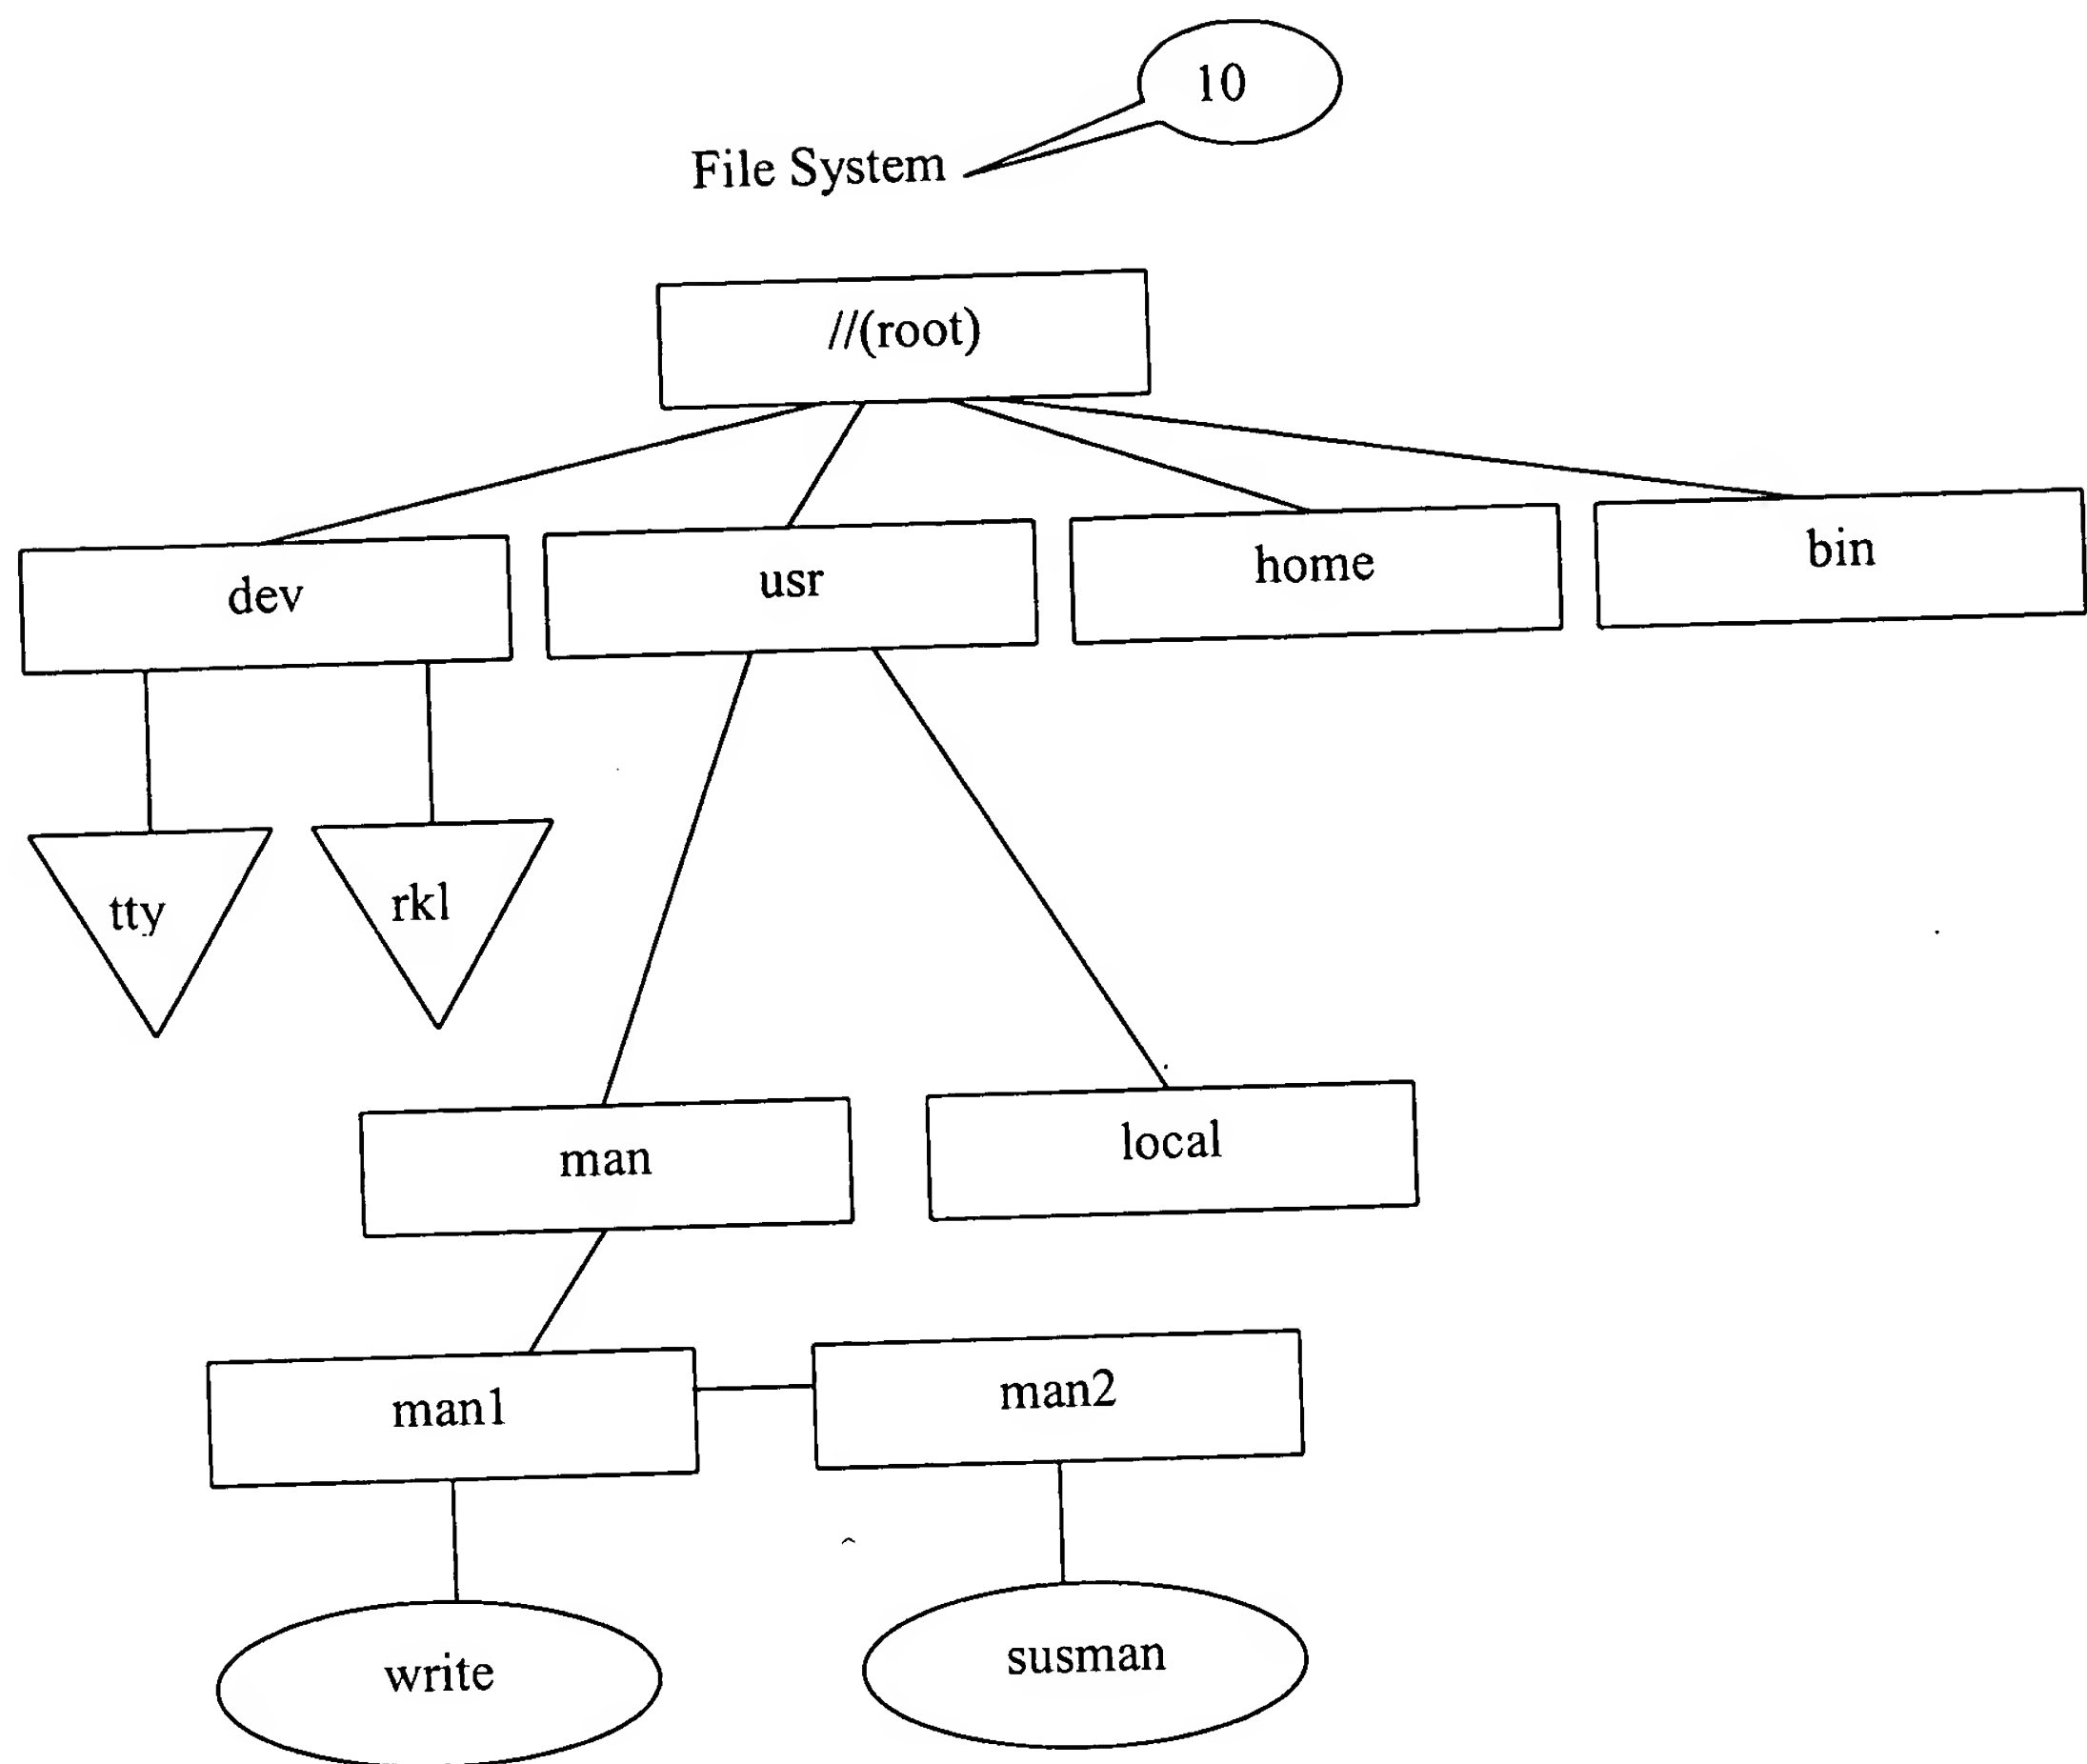 10
File System
//(root)
dev
usr
home
bin
tty
rkl
man
local
man1
man2
write
susman